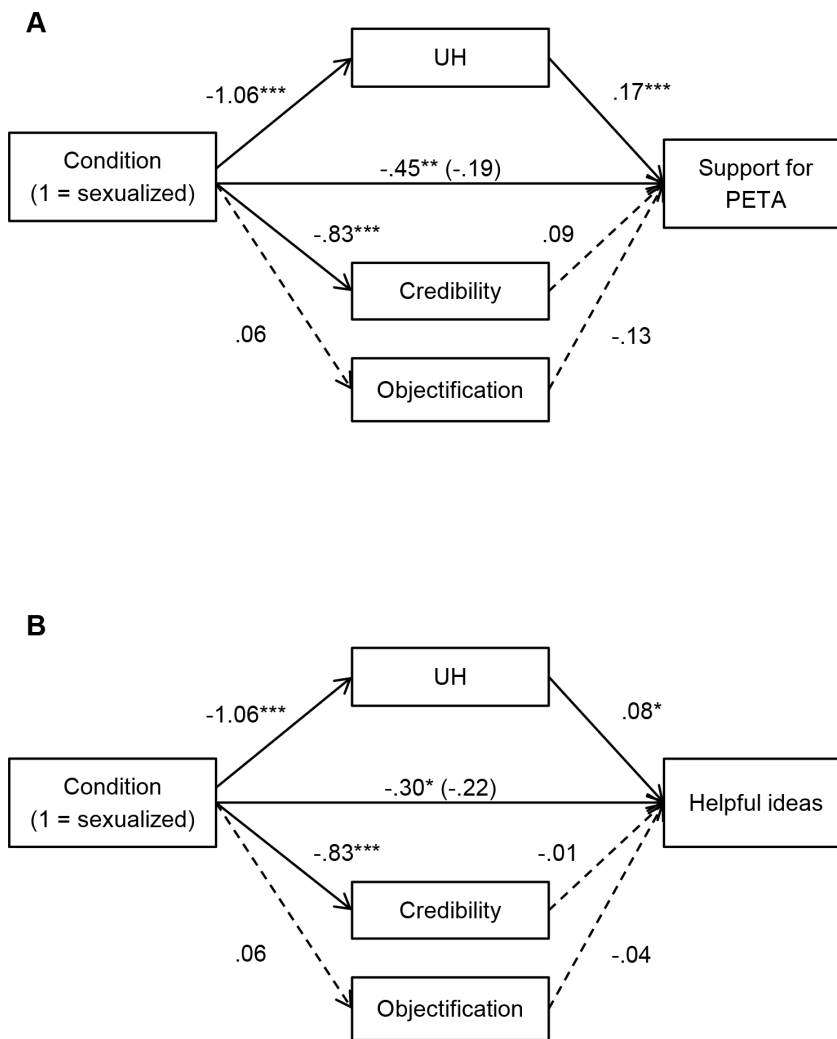 A
UH
-1.06***
.17***
Condition
(1 = sexualized)
-.45** (-.19)
Support for
PETA
-.83***
.09
Credibility
.06
-.13
Objectification
B
UH
-1.06***
.08*
Condition
(1 = sexualized)
-.30* (-.22)
Helpful ideas
-.83***
-.01
Credibility
.06
-.04
Objectification